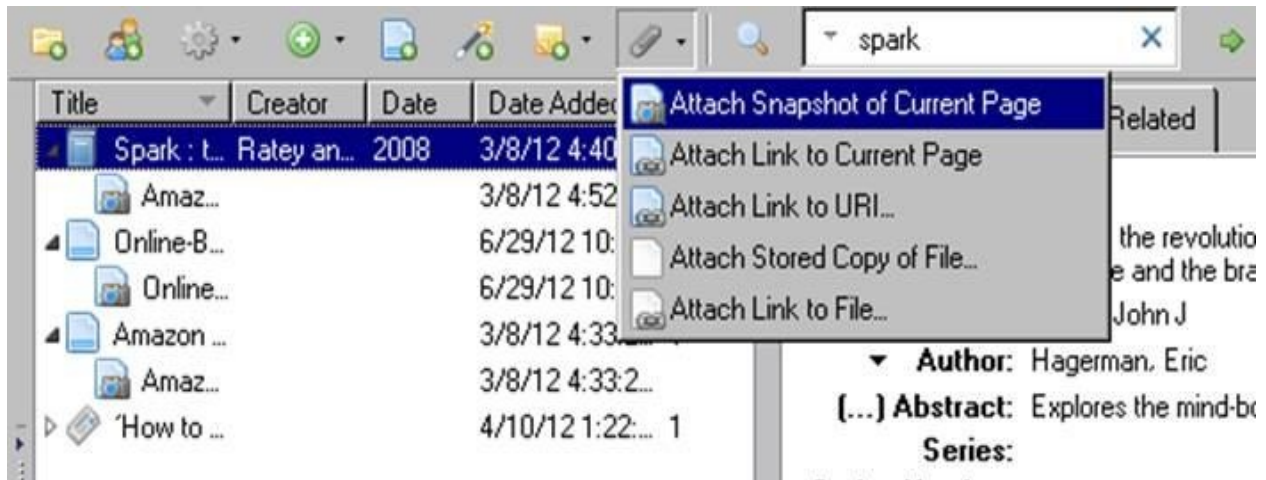 spark
Title Creator Date Date Added
Spark : t... Ratey an... 2008 3/8/12 4:40
Amaz... 3/8/12 4:52
Online-B... 6/29/12 10:
Online... 6/29/12 10:
Amazon ... 3/8/12 4:33:2... 1
Amaz... 3/8/12 4:33:2...
'How to ... 4/10/12 1:22:... 1
Attach Snapshot of Current Page
Attach Link to Current Page
Attach Link to URI...
Attach Stored Copy of File...
Attach Link to File...
Related
the revolutio
e and the bra
John J
Author: Hagerman, Eric
(...) Abstract: Explores the mind-bo
Series: